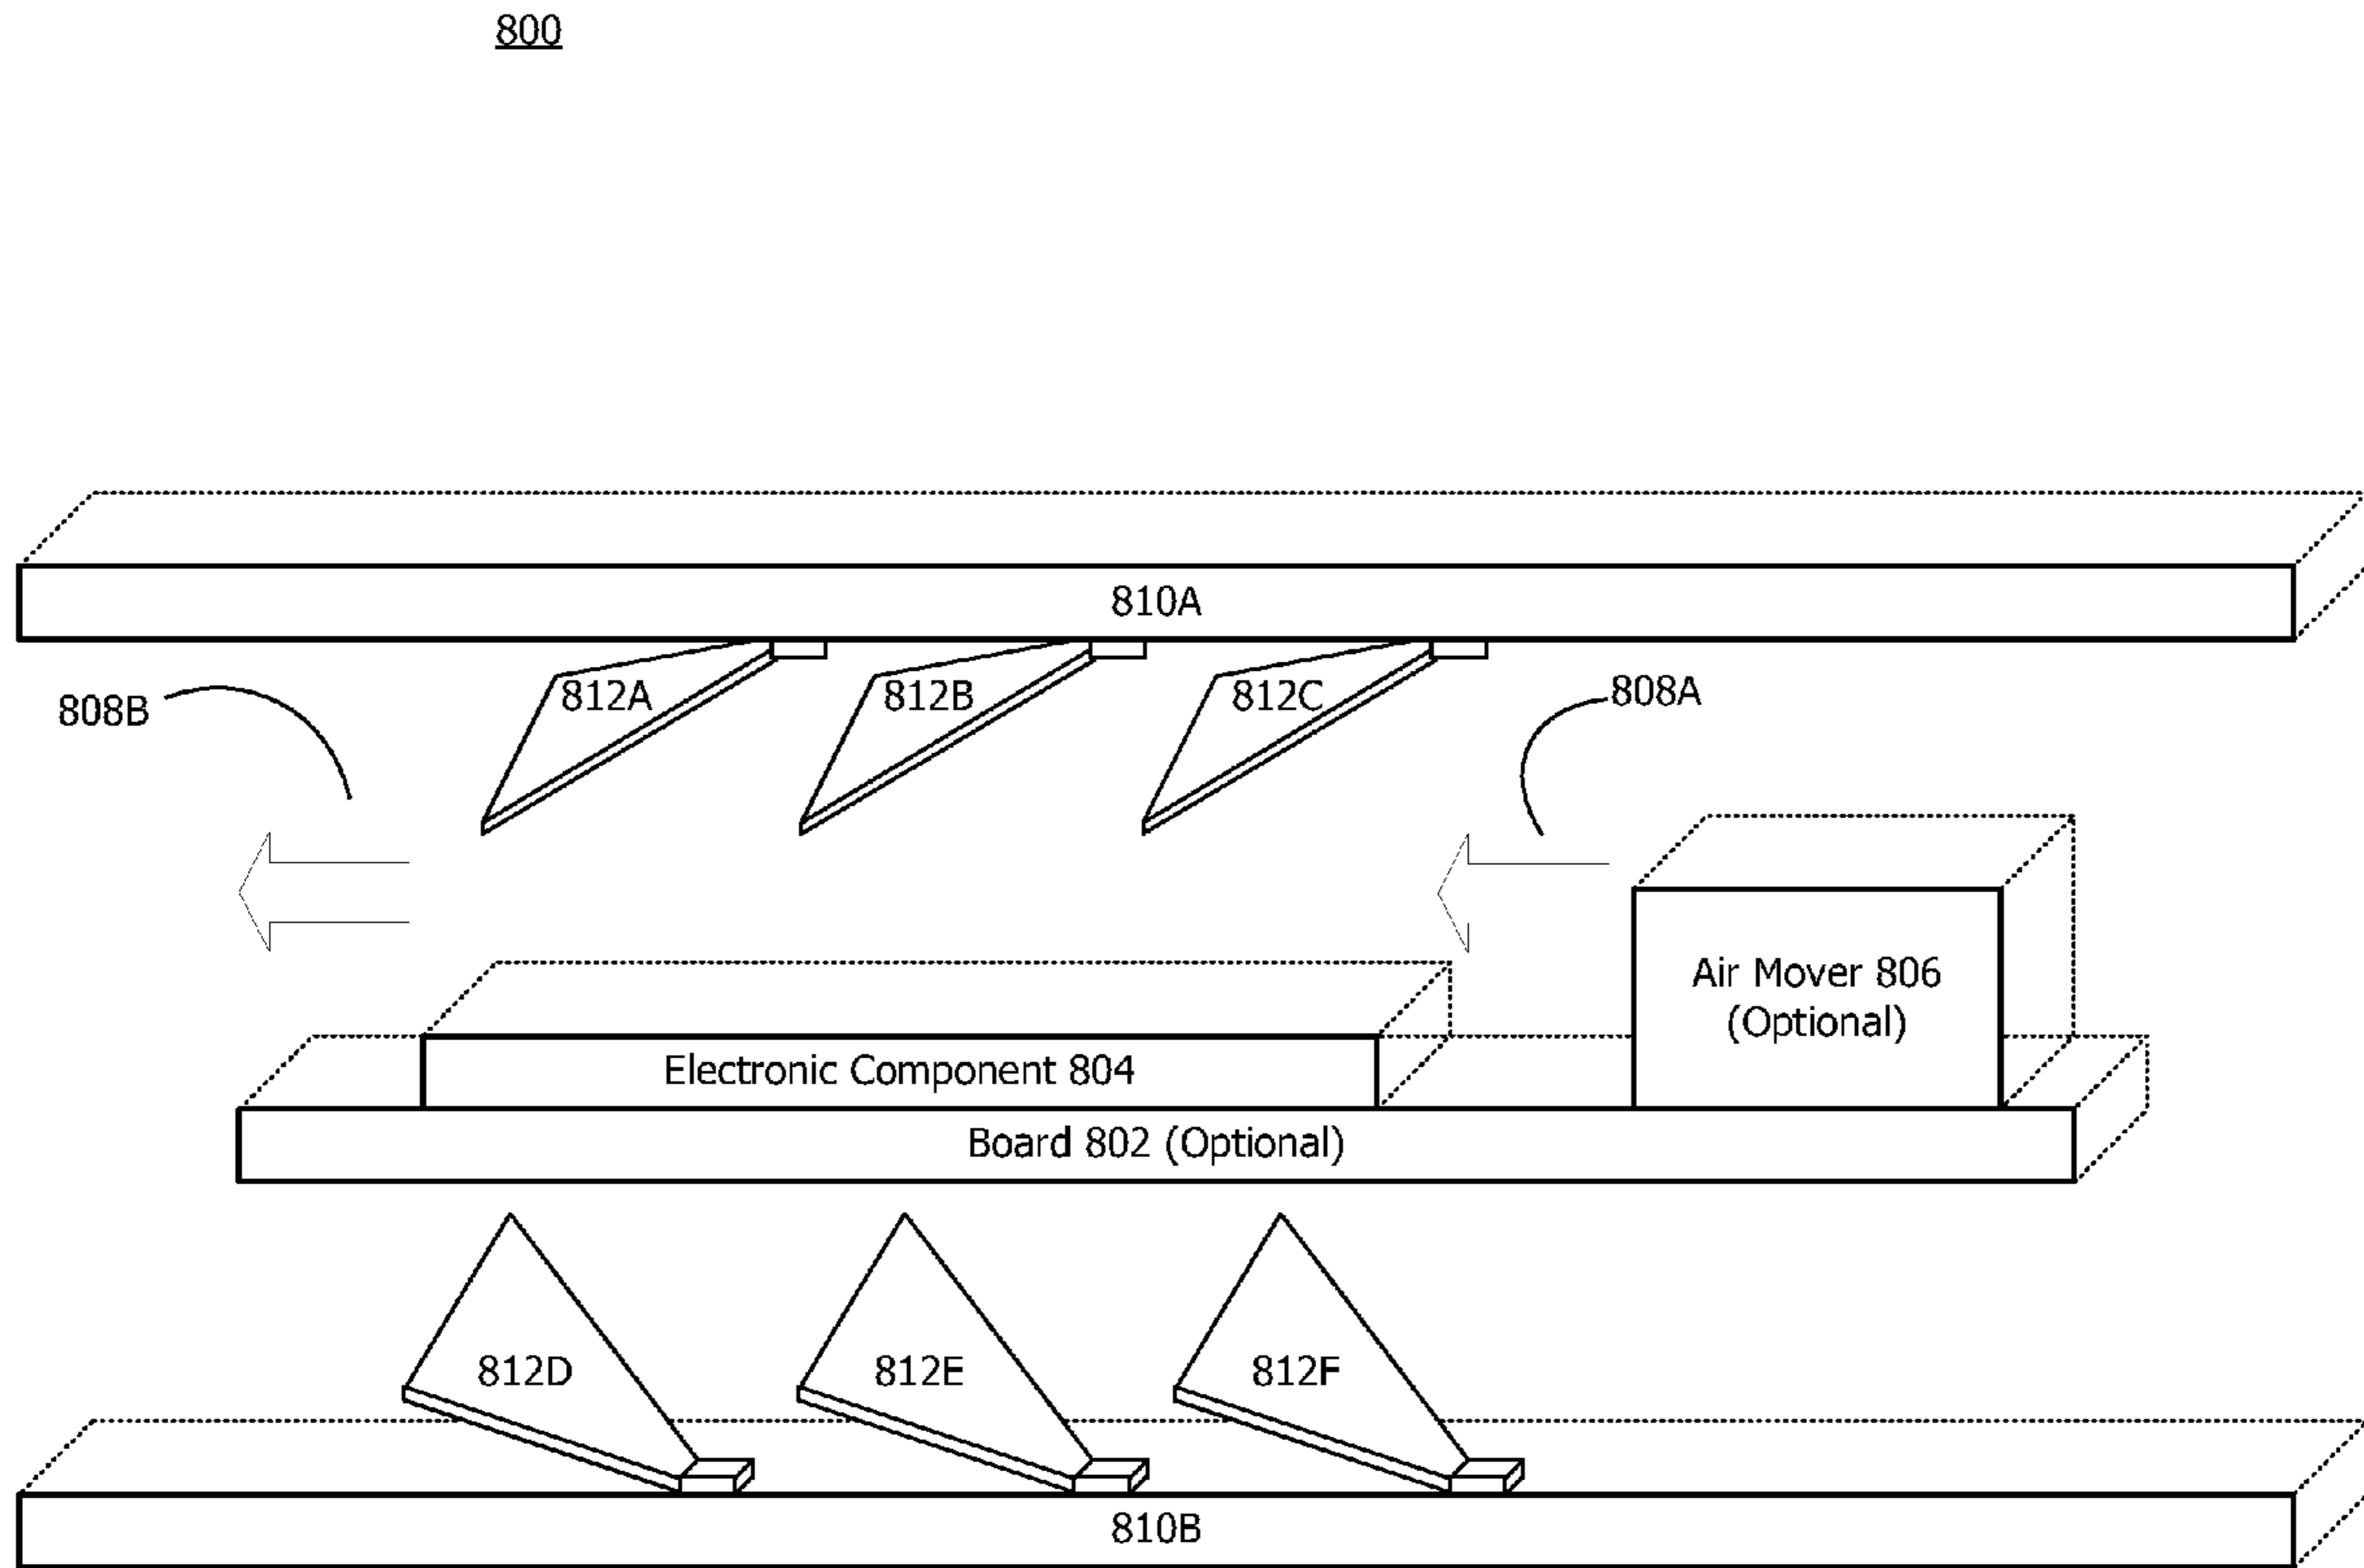 800
810A
812A
812B
812C
808A
808B
Air Mover 806
(Optional)
Electronic Component 804
Board 802 (Optional)
812D
812E
812F
810B